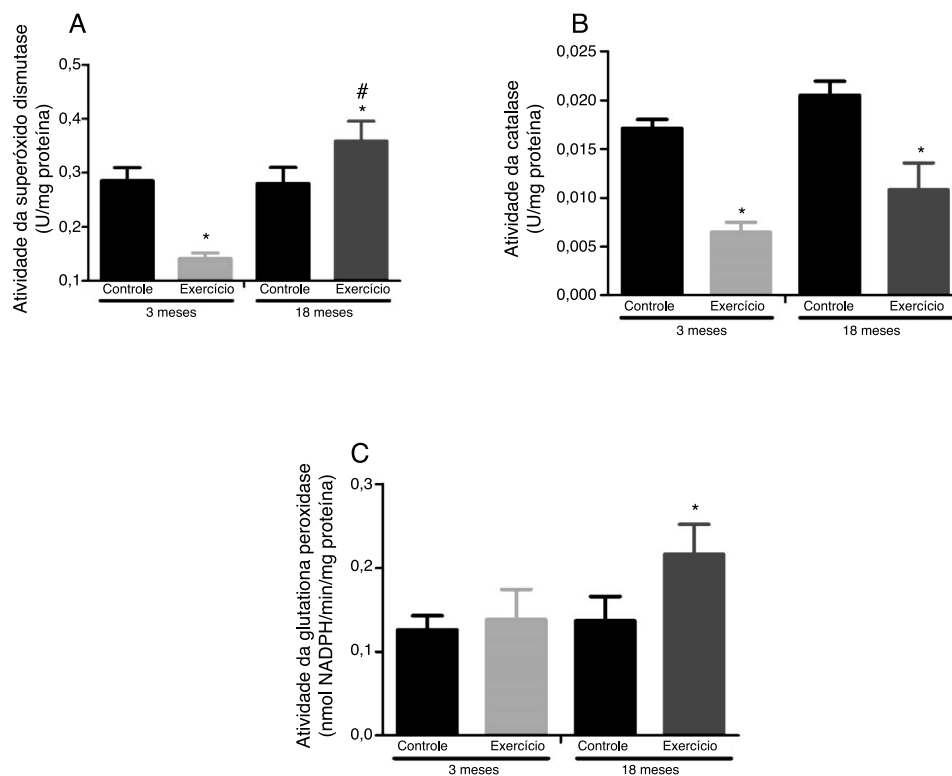 A
Atividade da superóxido dismutase
(U/mg proteína)
0,5
0,4
0,3
0,2
0,1
*
#
*
Controle Exercício Controle Exercício
3 meses 18 meses
B
Atividade da catalase
(U/mg proteína)
0,025
0,020
0,015
0,010
0,005
0,000
*
*
Controle Exercício Controle Exercício
3 meses 18 meses
C
Atividade da glutationa peroxidase
(nmol NADPH/min/mg proteína)
0,3
0,2
0,1
0,0
*
Controle Exercício Controle Exercício
3 meses 18 meses